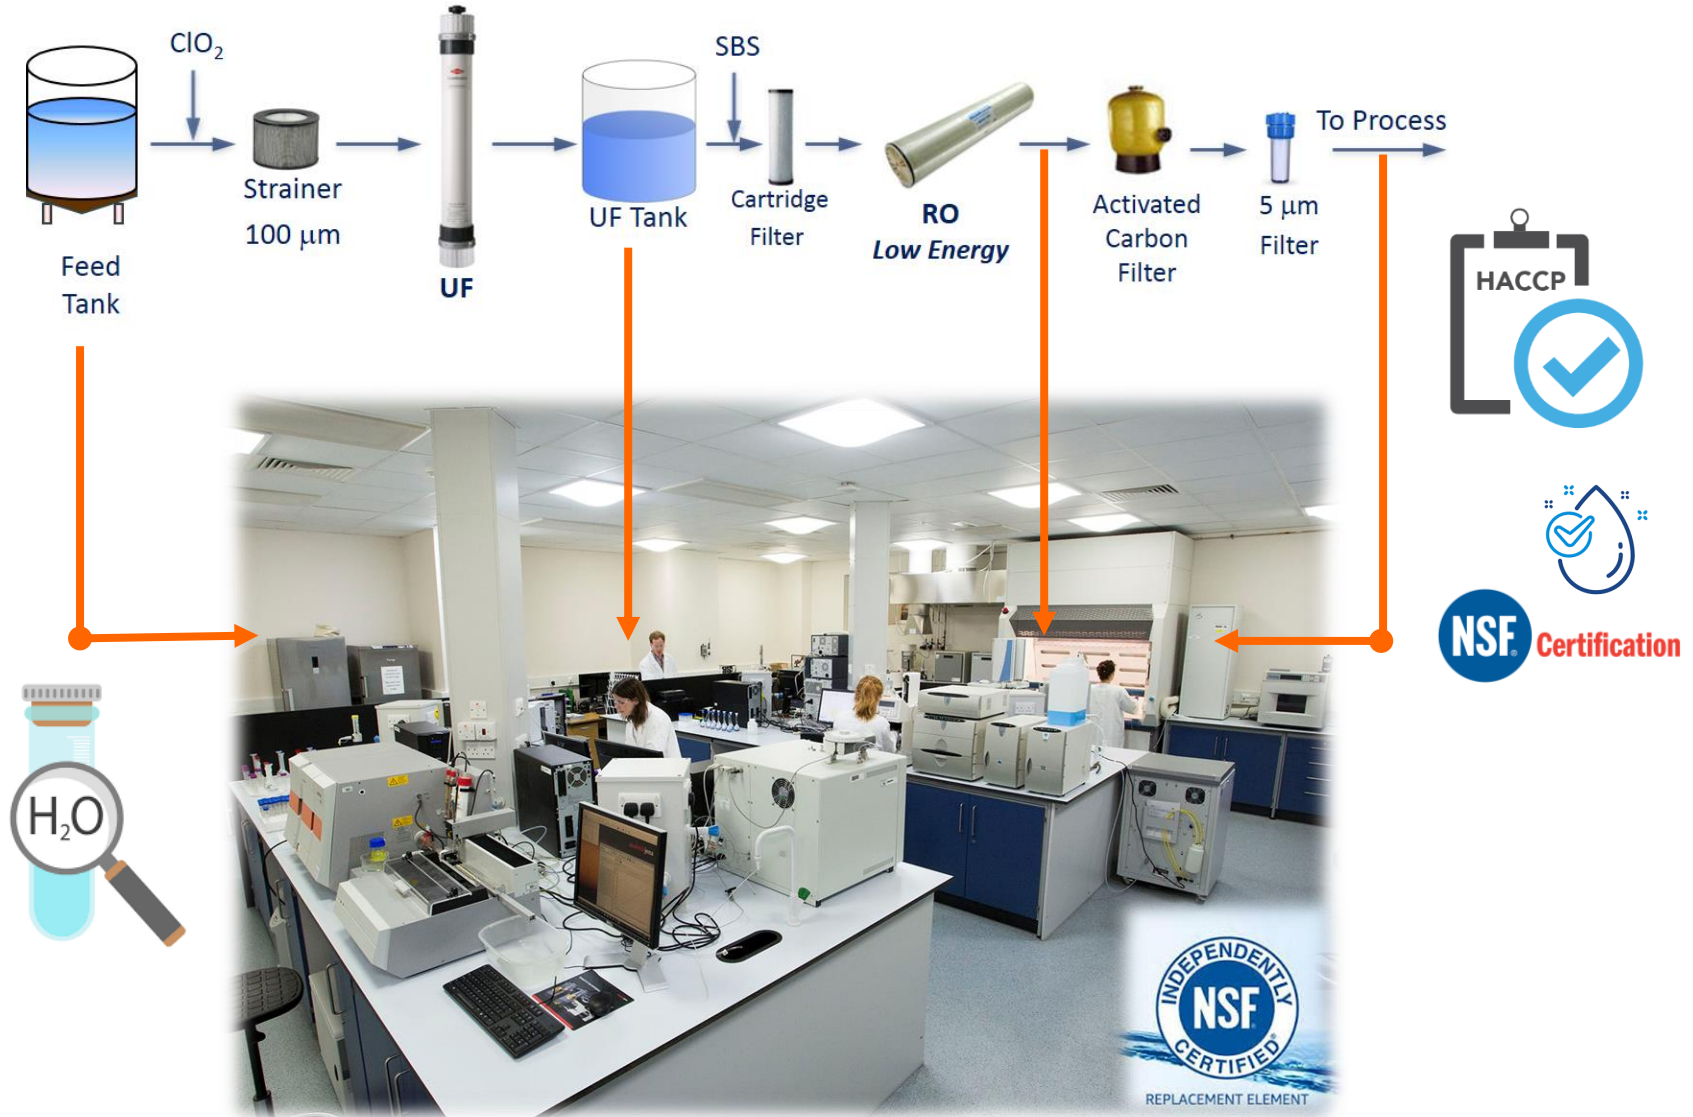 ClO₂
SBS
To Process
Strainer
100 μm
UF Tank
Cartridge
Filter
RO
Low Energy
Activated
Carbon
Filter
5 μm
Filter
Feed
Tank
UF
HACCP
NSF® Certification
H₂O
INDEPENDENTLY
NSF®
CERTIFIED
REPLACEMENT ELEMENT